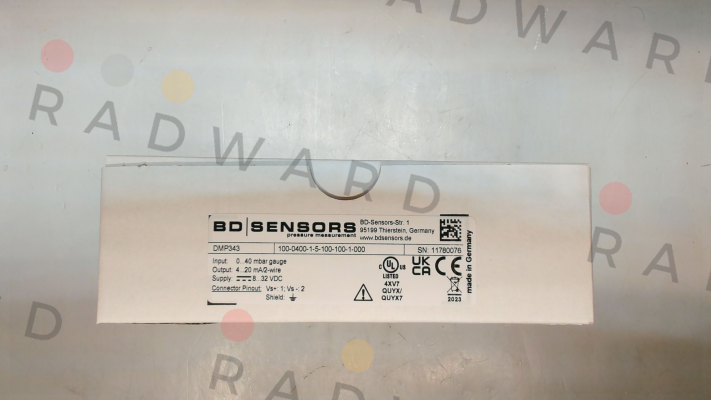 RADWARD
BD SENSORS
pressure measurement
BD-Sensors-Str. 1
95199 Thierstein, Germany
www.bdsensors.de
DMP343 100-0400-1-5-100-100-1-000 SN: 11780076
Input: 0...40 mbar gauge
Output: 4...20 mA/2-wire
Supply: 8...32 VDC
Connector Pinout: Vs+: 1; Vs-: 2
Shield:
C UL US
LISTED
4XV7
QUYX/
QUYX7
UK
CA
CE
2023
made in Germany
RADWARD